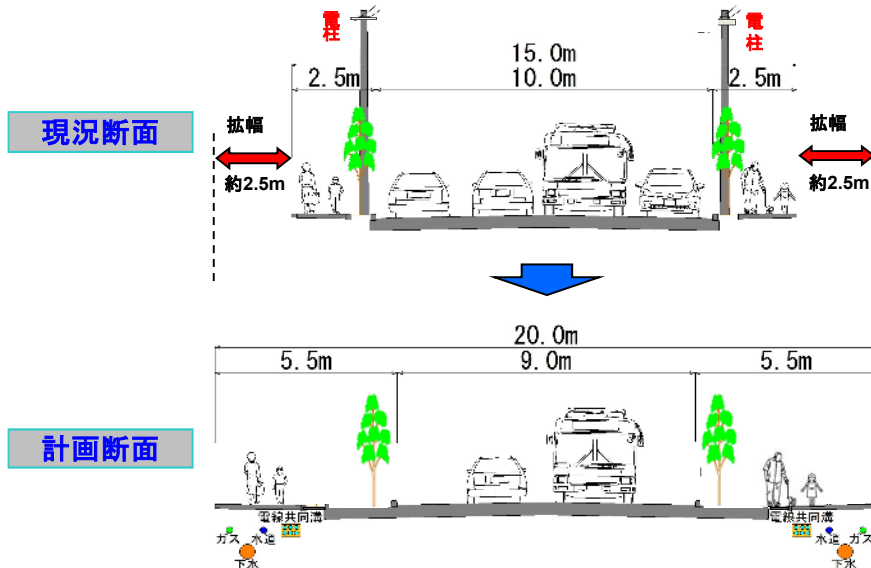 電柱
電柱
15.0m
2.5m
10.0m
2.5m
現況断面
拡幅
約2.5m
拡幅
約2.5m
20.0m
5.5m
9.0m
5.5m
計画断面
電線共同溝
ガス
水道
下水
電線共同溝
水道
ガス
下水